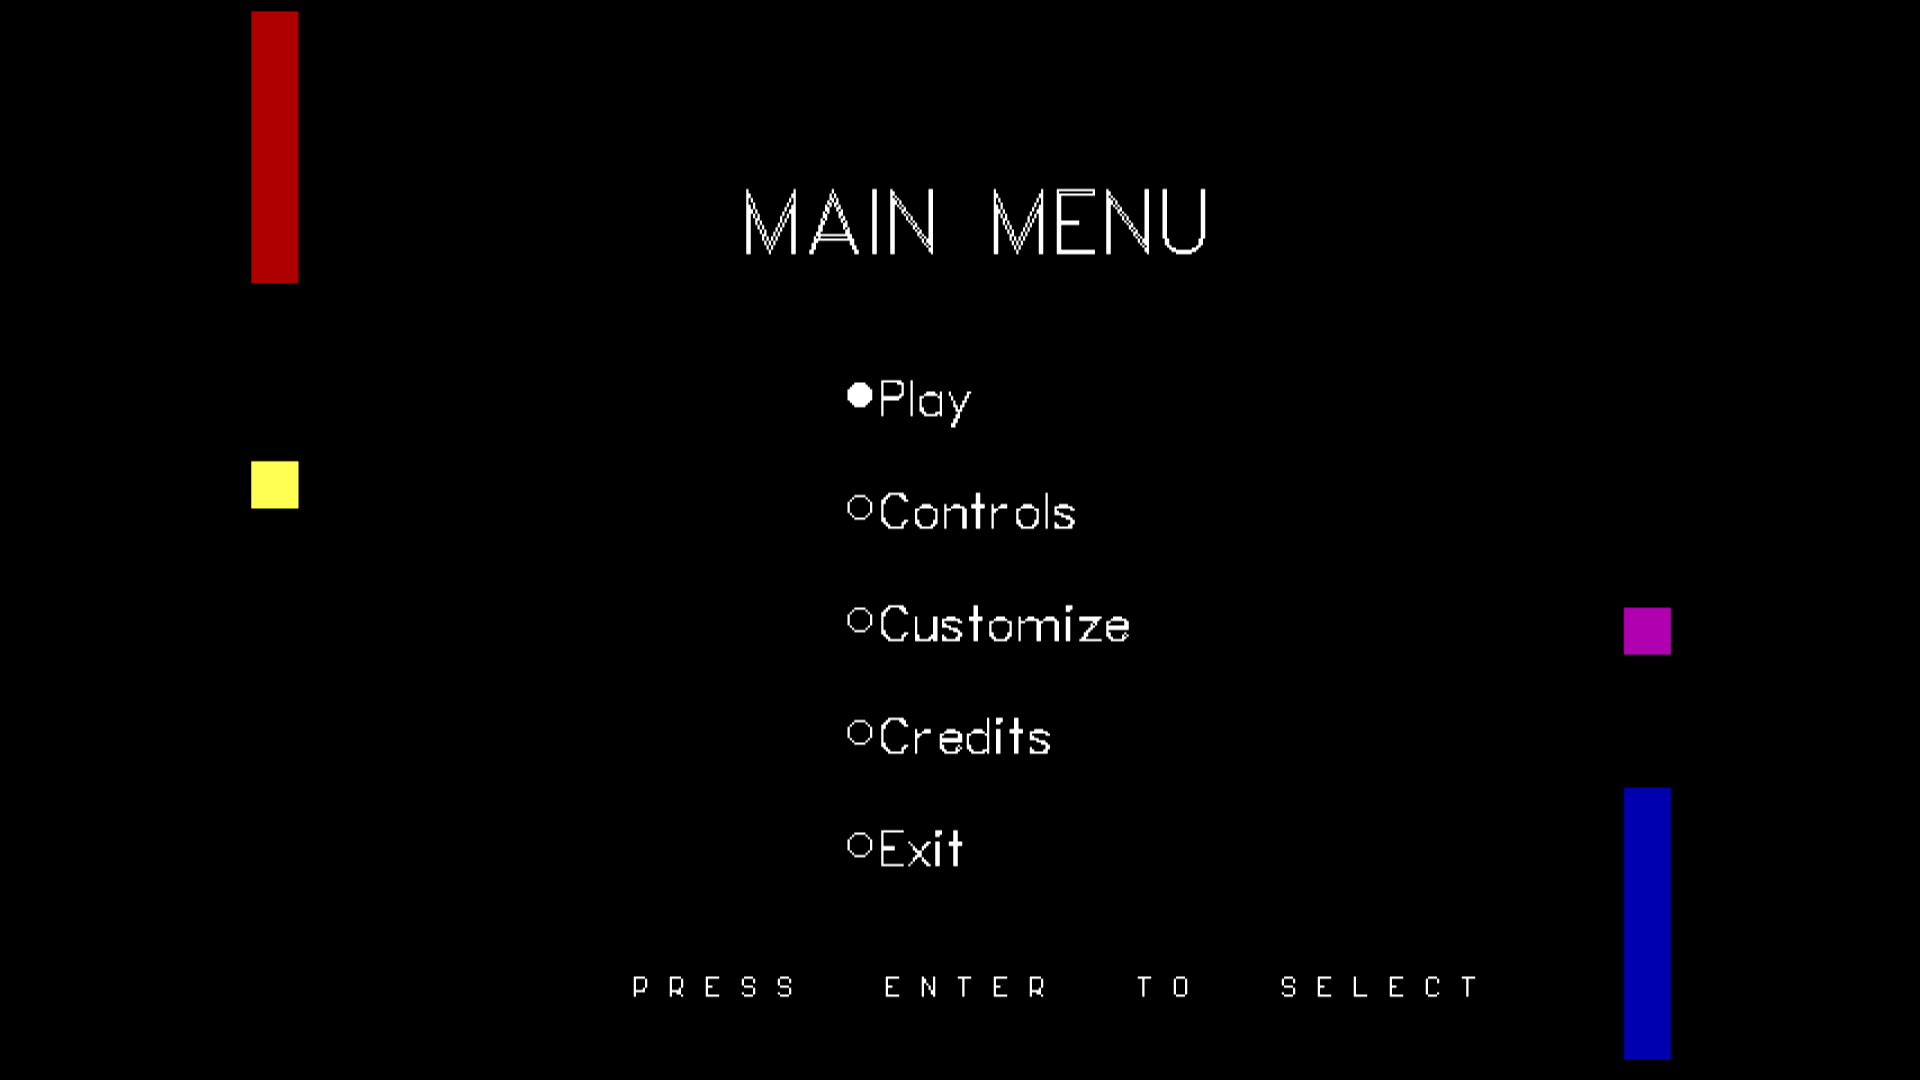 MAIN MENU
Play
Controls
Customize
Credits
Exit
PRESS ENTER TO SELECT